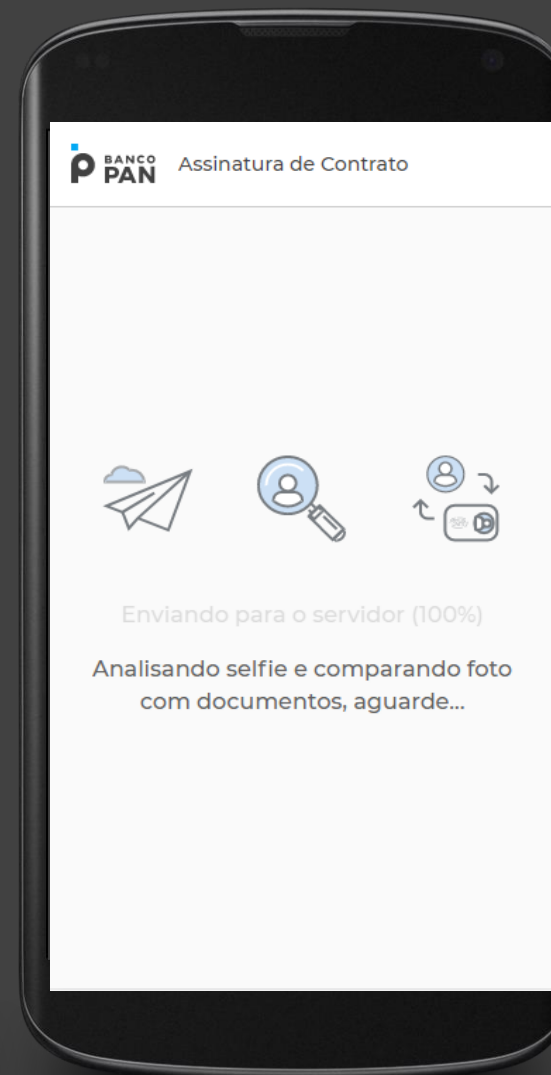 BANCO
PAN
Assinatura de Contrato
Enviando para o servidor (100%)
Analisando selfie e comparando foto
com documentos, aguarde...